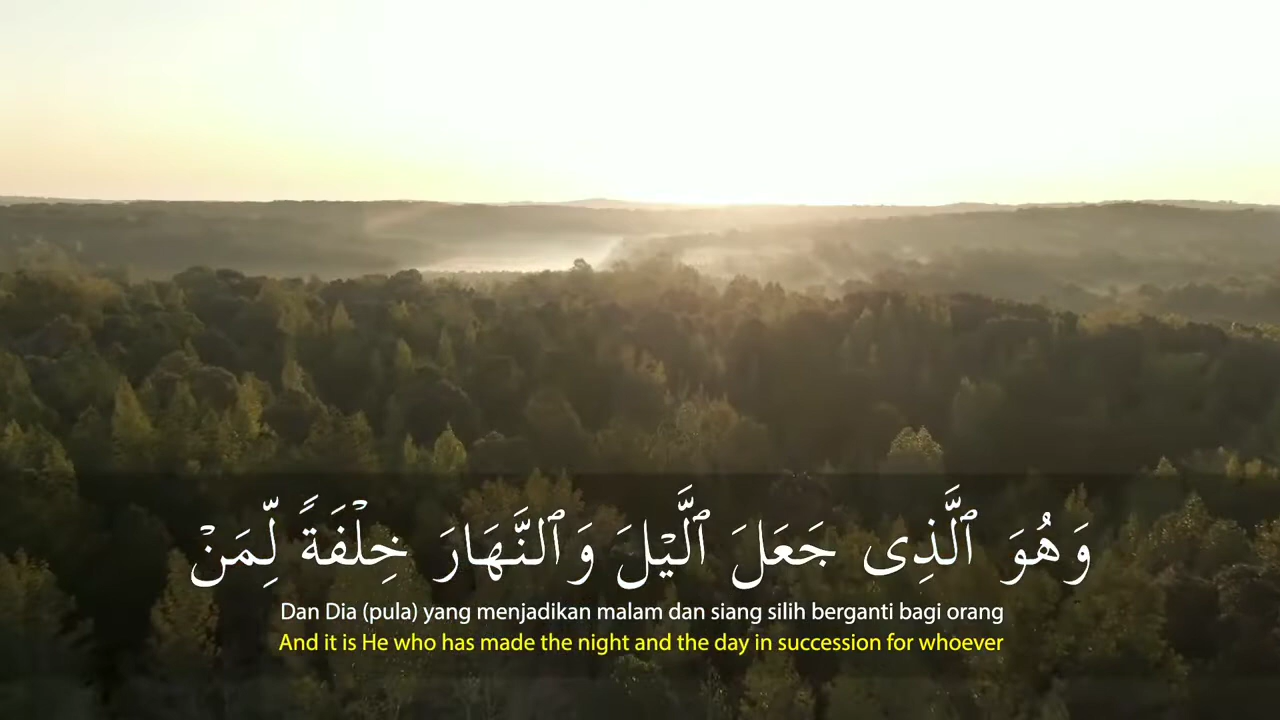 وَهُوَ ٱلَّذِى جَعَلَ ٱلَّيْلَ وَٱلنَّهَارَ خِلْفَةً لِّمَنْ
Dan Dia (pula) yang menjadikan malam dan siang silih berganti bagi orang
And it is He who has made the night and the day in succession for whoever